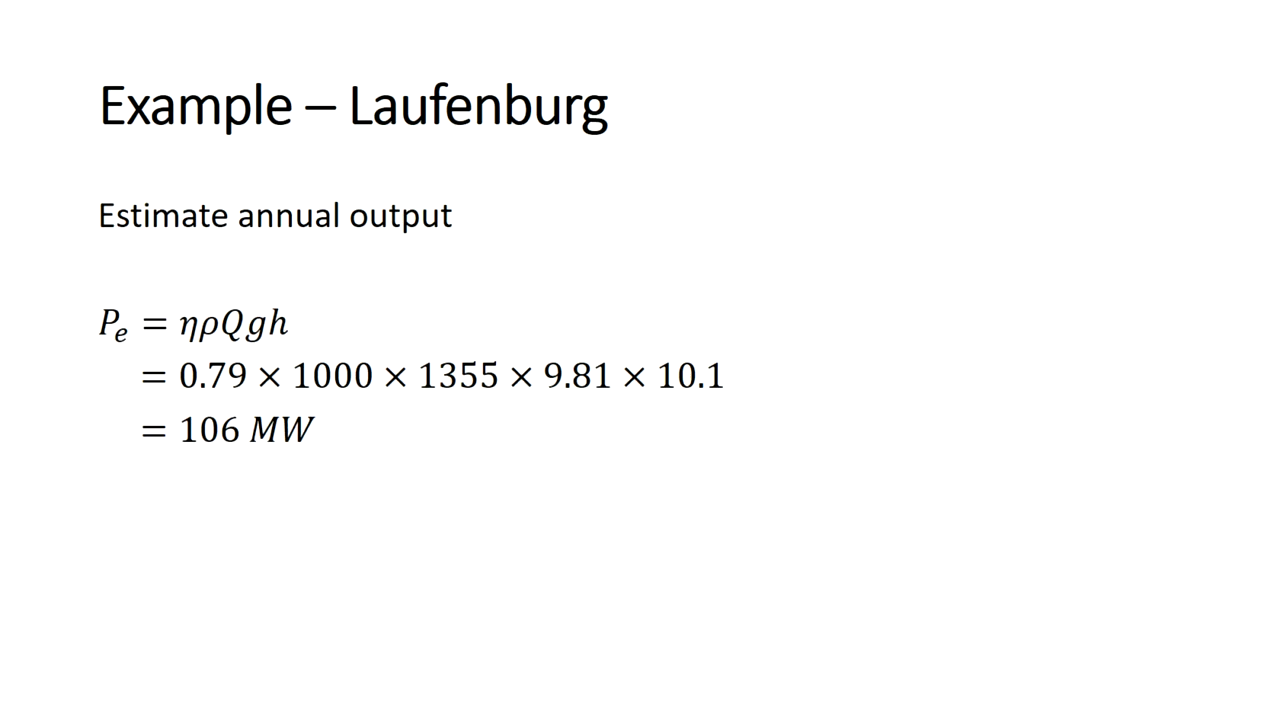 Example – Laufenburg
Estimate annual output
𝑃ₑ = 𝜂𝜌𝑄𝑔ℎ
= 0.79 × 1000 × 1355 × 9.81 × 10.1
= 106 𝑀𝑊